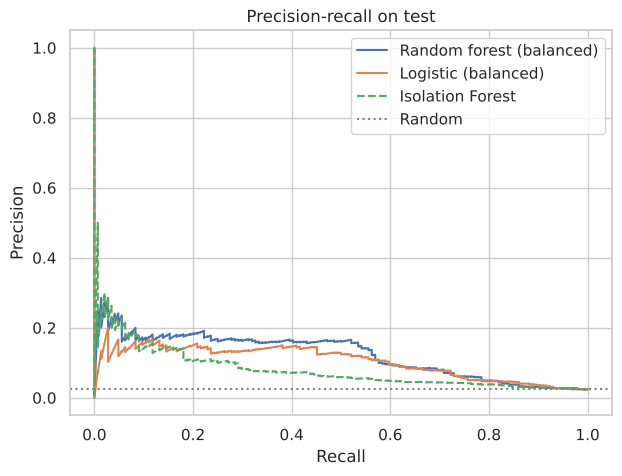 Precision-recall on test
Random forest (balanced)
Logistic (balanced)
Isolation Forest
Random
Precision
1.0
0.8
0.6
0.4
0.2
0.0
0.0 0.2 0.4 0.6 0.8 1.0
Recall